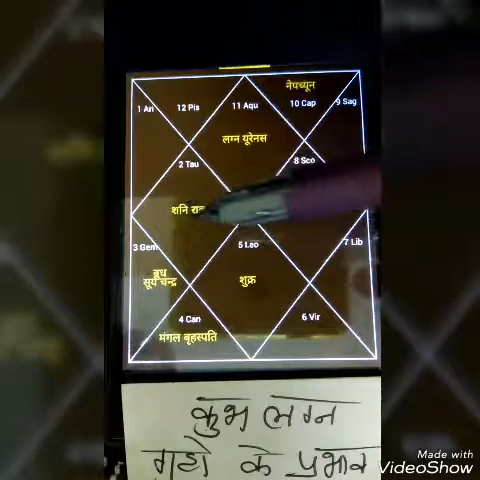 नेपच्यून
1 Ari
12 Pis
11 Aqu
10 Cap
9 Sag
लग्न यूरेनस
2 Tau
8 Sco
शनि
3 Gem
5 Leo
7 Lib
बुध
सूर्य चन्द्र
शुक्र
4 Can
6 Vir
मंगल बृहस्पति
कुंभ लग्न
ग्रहो के प्रभाव
Made with
VideoShow